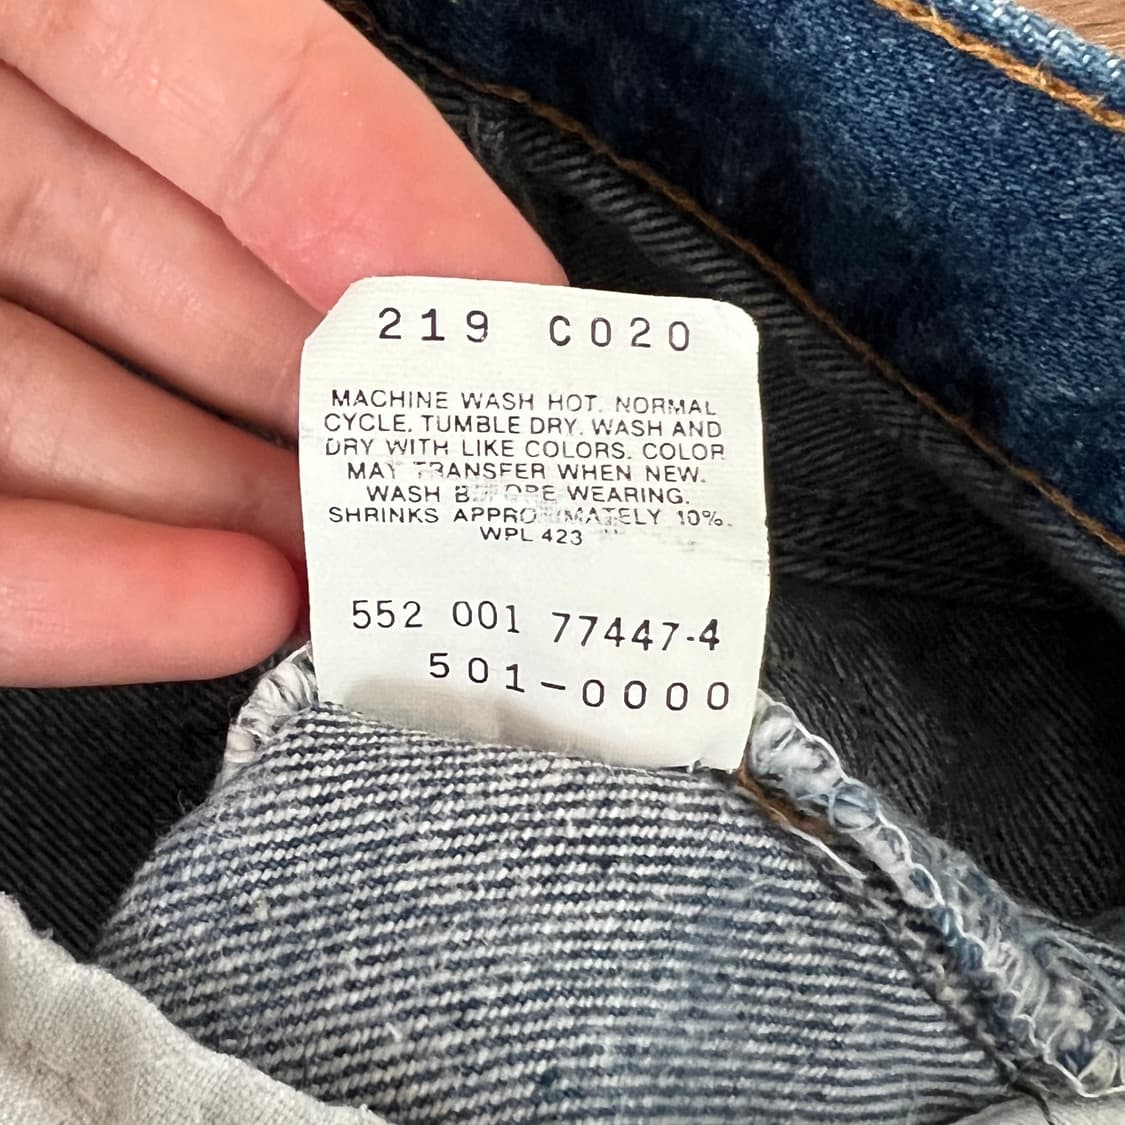 219 C020
MACHINE WASH HOT. NORMAL
CYCLE. TUMBLE DRY. WASH AND
DRY WITH LIKE COLORS. COLOR
MAY TRANSFER WHEN NEW.
WASH BEFORE WEARING.
SHRINKS APPROXIMATELY 10%.
WPL 423
552 001 77447-4
501-0000